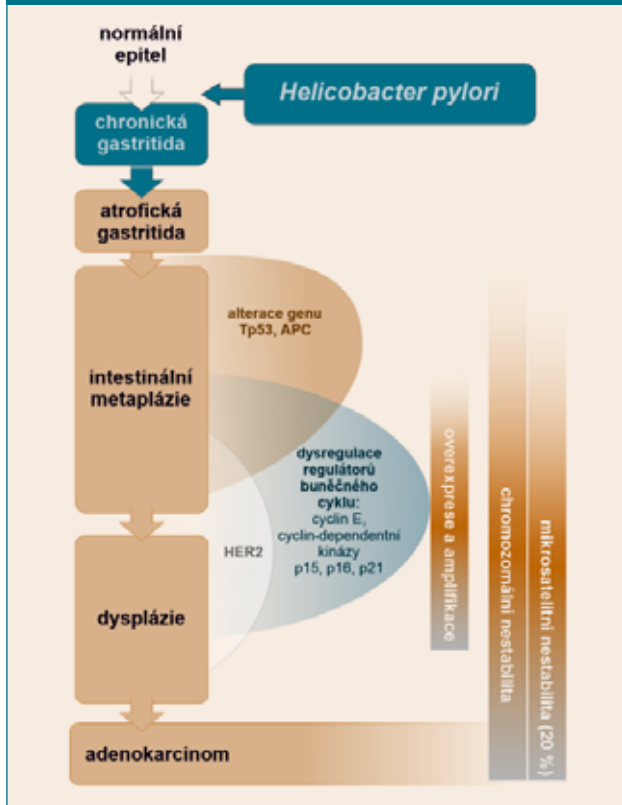 normální
epitel
Helicobacter pylori
chronická
gastritida
atrofická
gastritida
alterace genu
Tp53, APC
intestinální
metaplázie
dysregulace
regulátorů
buněčného
cyklu:
cyclin E,
cyclin-dependentní
kinázy
p15, p16, p21
HER2
dysplázie
adenokarcinom
overexprese a amplifikace
chromozomální nestabilita
mikrosatelitní nestabilita (20 %)